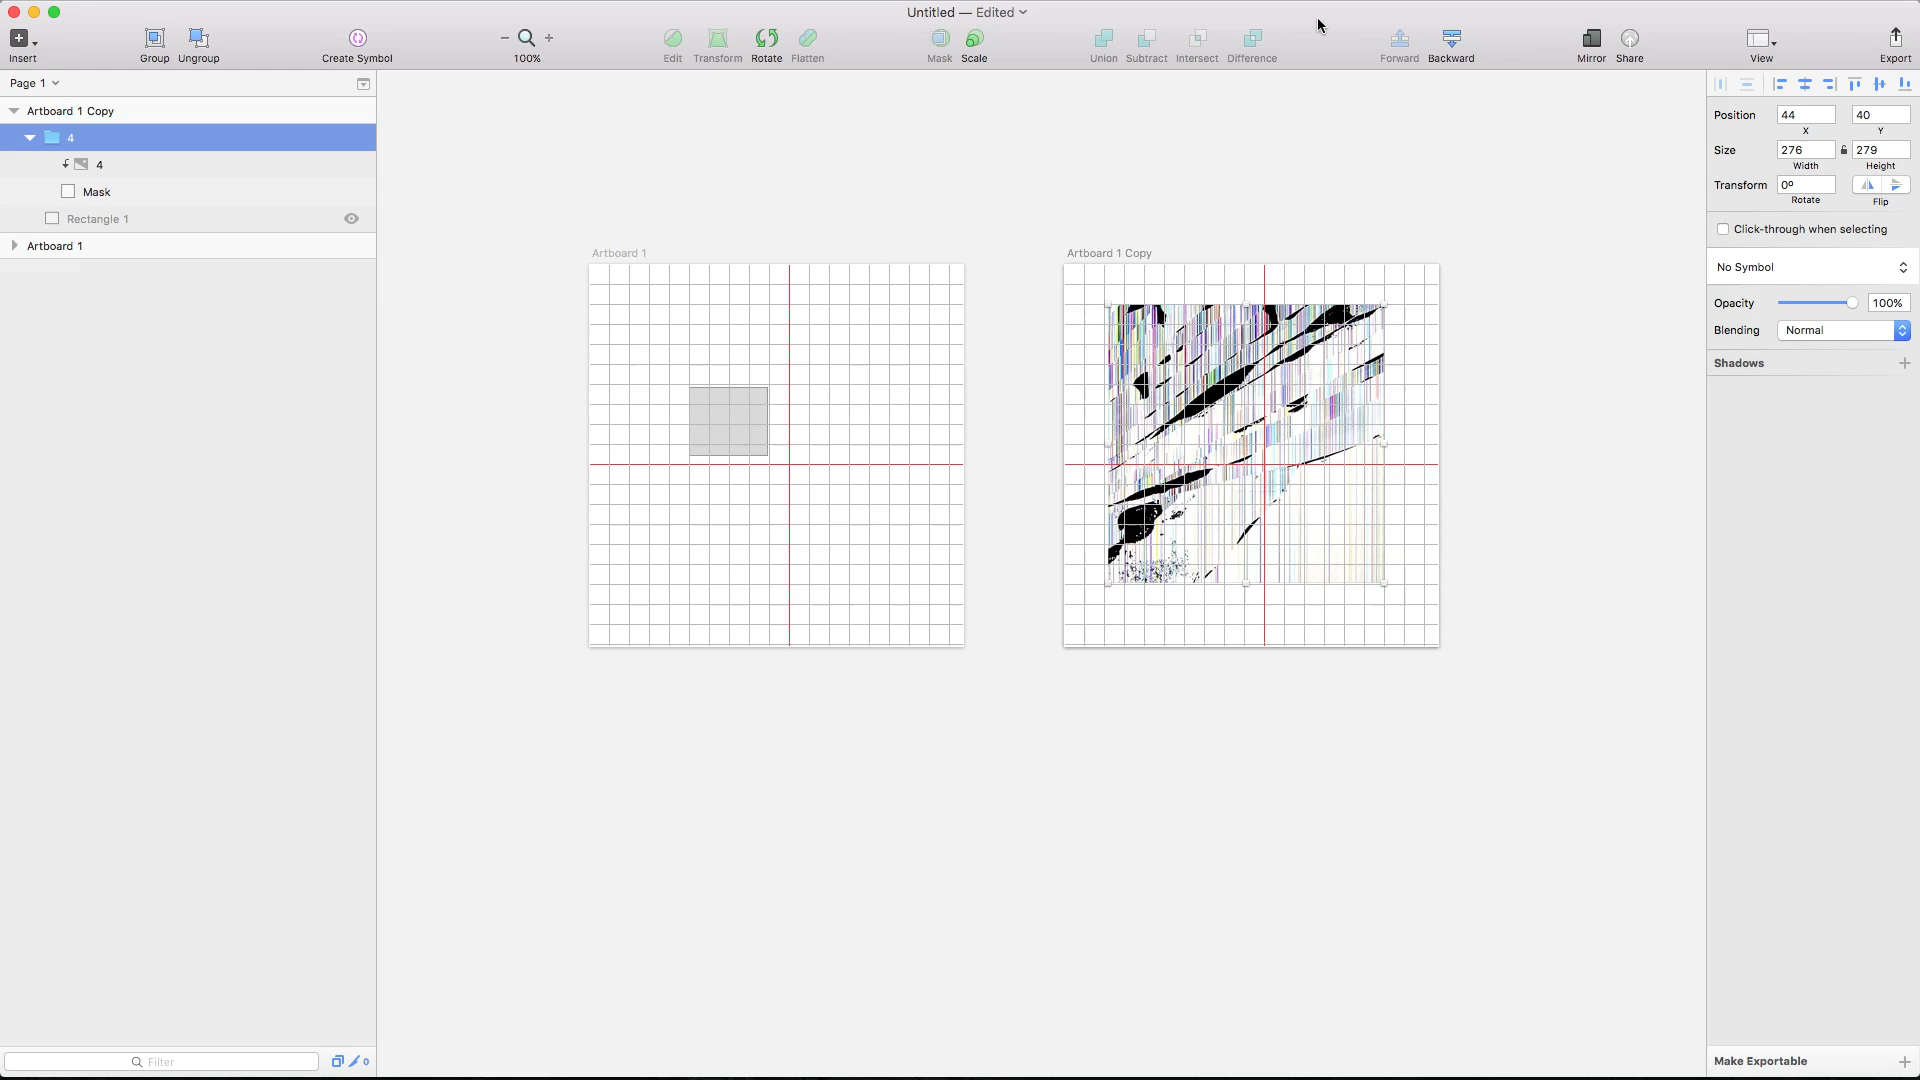 Untitled — Edited
Insert
Group
Ungroup
Create Symbol
100%
Edit
Transform
Rotate
Flatten
Mask
Scale
Union
Subtract
Intersect
Difference
Forward
Backward
Mirror
Share
View
Export
Page 1
Artboard 1 Copy
4
4
Mask
Rectangle 1
Artboard 1
Filter
0
Artboard 1
Artboard 1 Copy
Position
44
40
X
Y
Size
276
279
Width
Height
Transform
0º
Rotate
Flip
Click-through when selecting
No Symbol
Opacity
100%
Blending
Normal
Shadows
Make Exportable